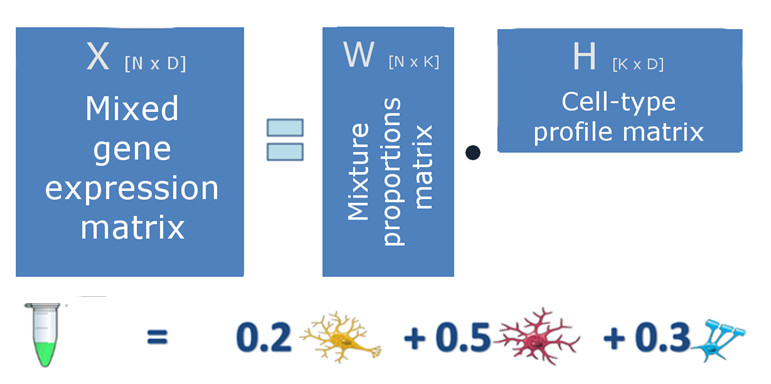 X [N x D]
Mixed
gene
expression
matrix
=
W [N x K]
Mixture
proportions
matrix
•
H [K x D]
Cell-type
profile matrix
= 0.2 + 0.5 + 0.3